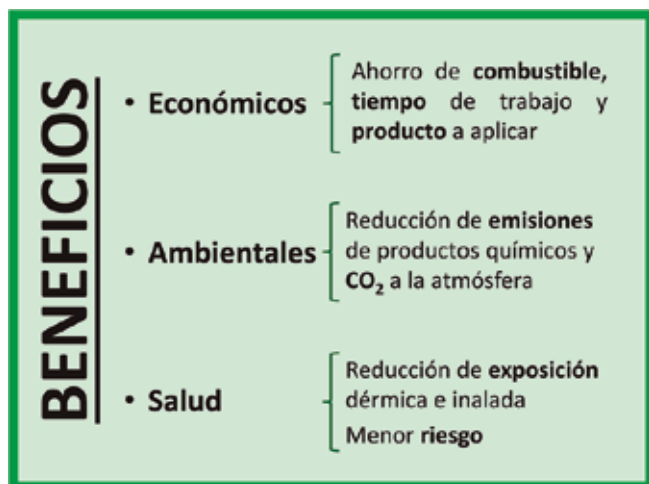 BENEFICIOS
• Económicos
Ahorro de combustible,
tiempo de trabajo y
producto a aplicar
• Ambientales
Reducción de emisiones
de productos químicos y
CO₂ a la atmósfera
• Salud
Reducción de exposición
dérmica e inalada
Menor riesgo